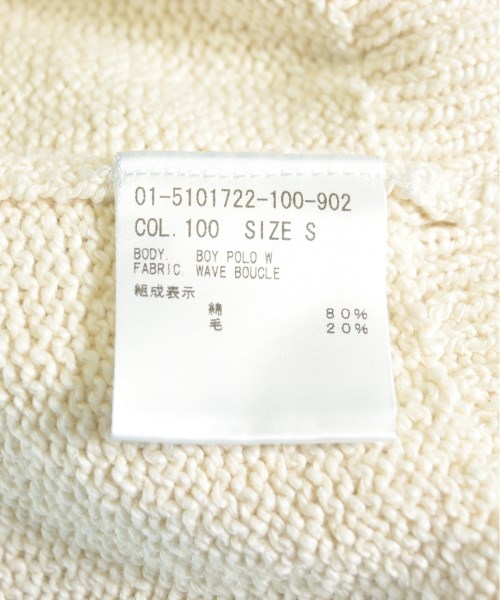 01-5101722-100-902
COL.100 SIZE S
BODY. BOY POLO W
FABRIC. WAVE BOUCLE
組成表示
綿 80%
毛 20%